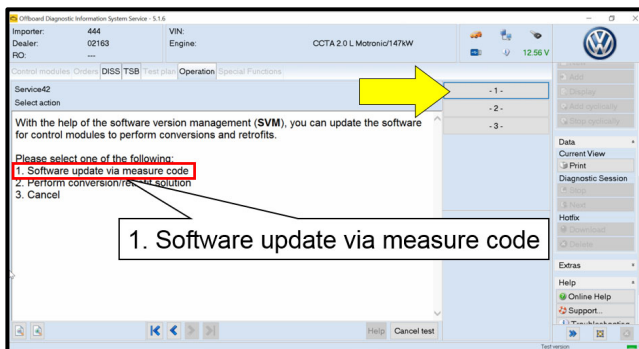 Offboard Diagnostic Information System Service - 5.1.6
Importer: 444 VIN:
Dealer: 02163 Engine: CCTA 2.0 L Motronic/147kW
RO: ---
12.56 V
Control modules Orders DISS TSB Test plan Operation Special Functions
Service42
Select action
With the help of the software version management (SVM), you can update the software
for control modules to perform conversions and retrofits.
Please select one of the following:
1. Software update via measure code
2. Perform conversion/retrofit solution
3. Cancel
1. Software update via measure code
- 1 -
- 2 -
- 3 -
Add
Display
Add cyclically
Stop cyclically
Data
Current View
Print
Diagnostic Session
Stop
Next
Hotfix
Download
Delete
Extras
Help
Online Help
Support...
Help Cancel test
Test version